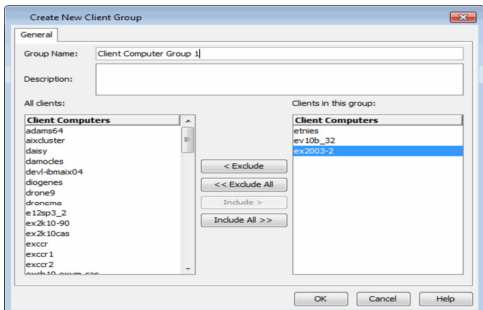 Create New Client Group
General
Group Name: Client Computer Group 1
Description:
All clients:
Client Computers
adams64
aixcluster
daisy
damocles
devl-ibmaix04
diogenes
drone9
droncma
e12sp3_2
ex2k10-90
ex2k10cas
exccr
exccr1
exccr2
< Exclude
<< Exclude All
Include >
Include All >>
Clients in this group:
Client Computers
etnies
ev10b_32
ex2003-2
OK Cancel Help